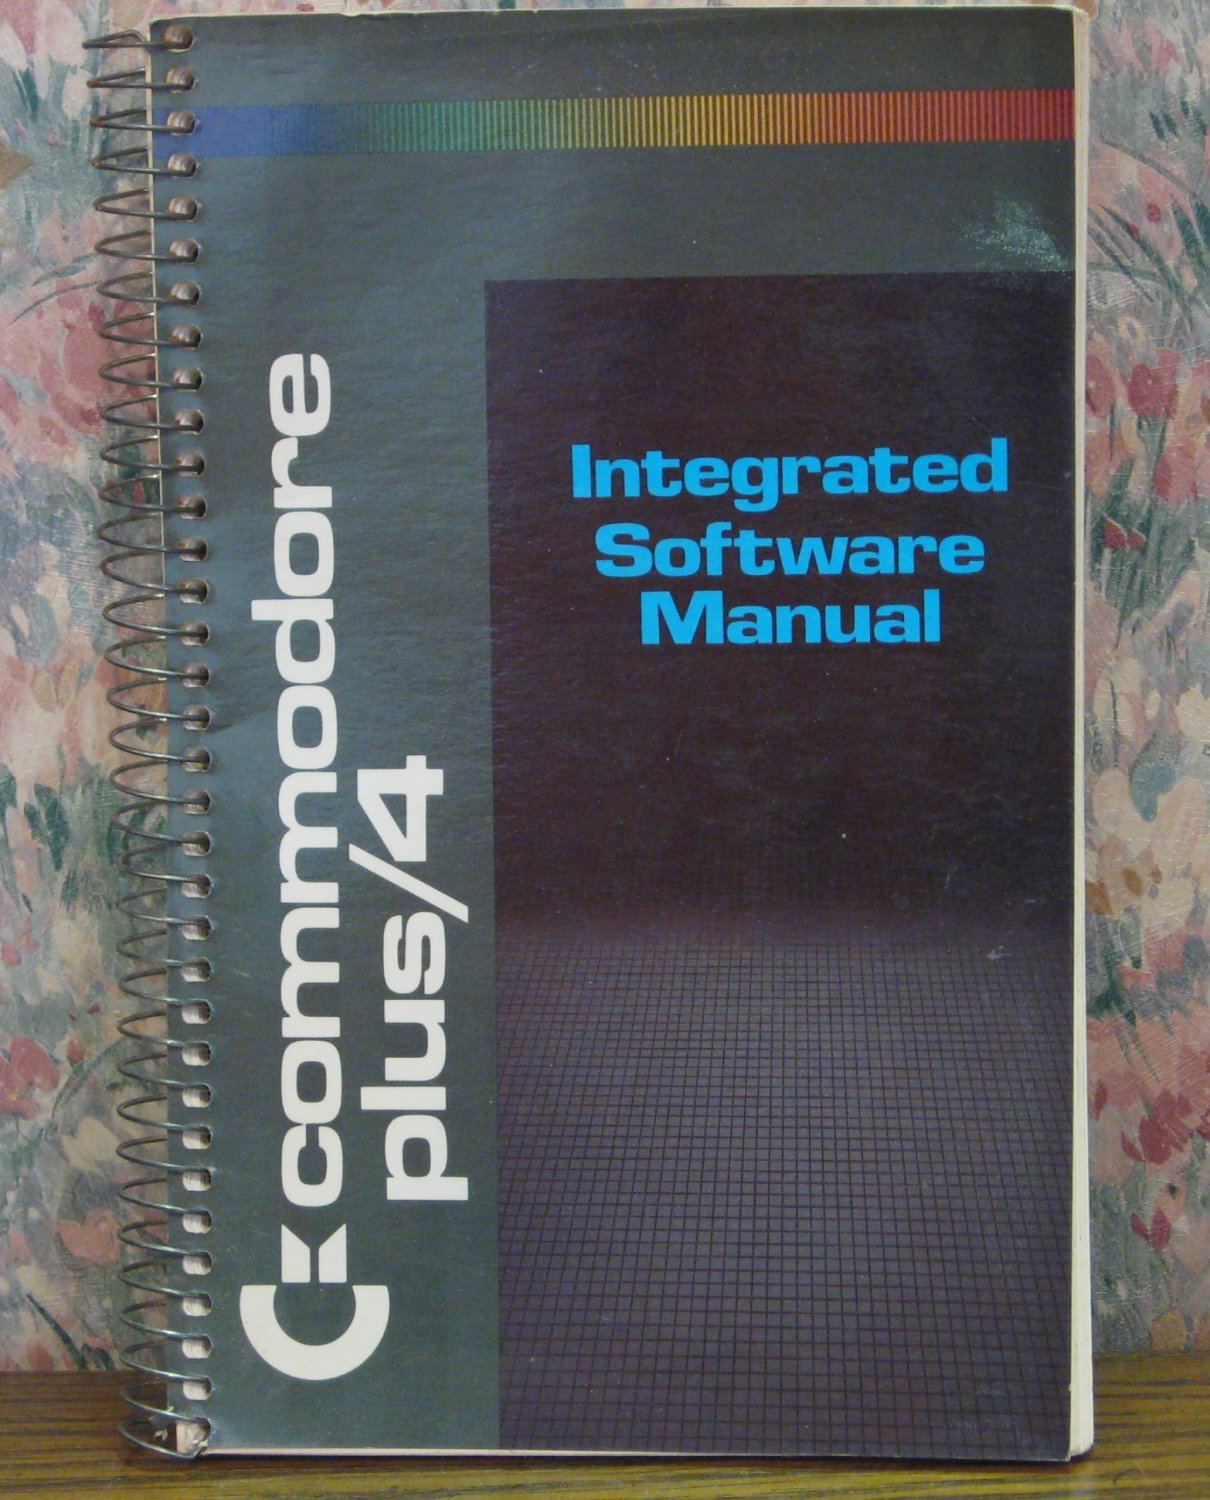 commodore
plus/4
Integrated
Software
Manual